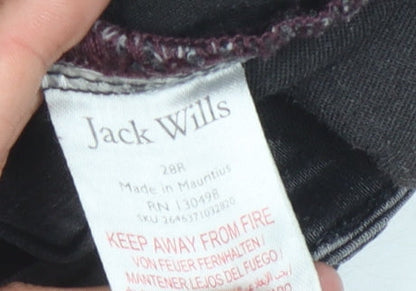 Jack Wills
28R
Made in Mauritius
RN 130498
SKU 2646371032820
KEEP AWAY FROM FIRE
VON FEUER FERNHALTEN/
MANTENER LEJOS DEL FUEGO/